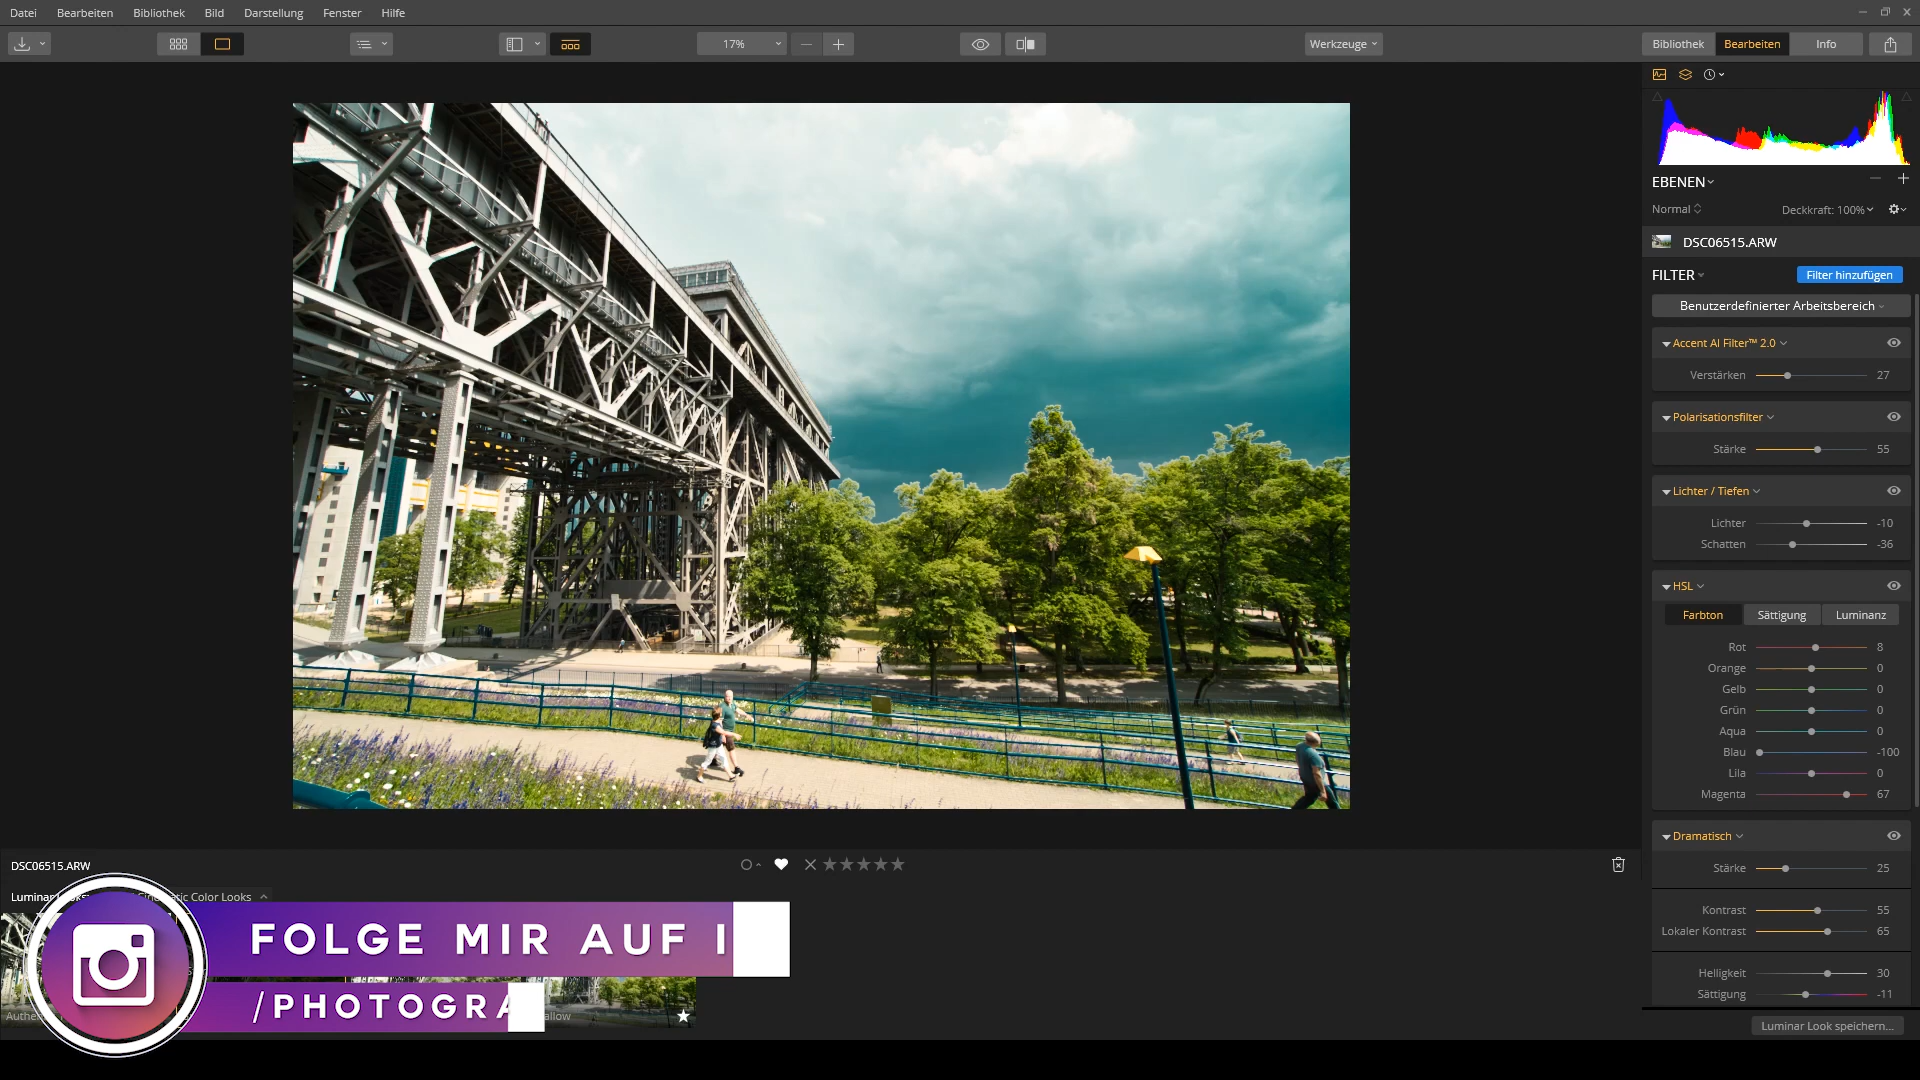 Datei Bearbeiten Bibliothek Bild Darstellung Fenster Hilfe
17% Werkzeuge Bibliothek Bearbeiten Info
EBENEN
Normal Deckkraft: 100%
DSC06515.ARW
FILTER Filter hinzufügen
Benutzerdefinierter Arbeitsbereich
Accent AI Filter™ 2.0
Verstärken 27
Polarisationsfilter
Stärke 55
Lichter / Tiefen
Lichter -10
Schatten -36
HSL
Farbton Sättigung Luminanz
Rot 8
Orange 0
Gelb 0
Grün 0
Aqua 0
Blau -100
Lila 0
Magenta 67
Dramatisch
Stärke 25
Kontrast 55
Lokaler Kontrast 65
Helligkeit 30
Sättigung -11
Luminar Look speichern...
DSC06515.ARW
Luminar Color Looks
FOLGE MIR AUF I
/PHOTOGRA